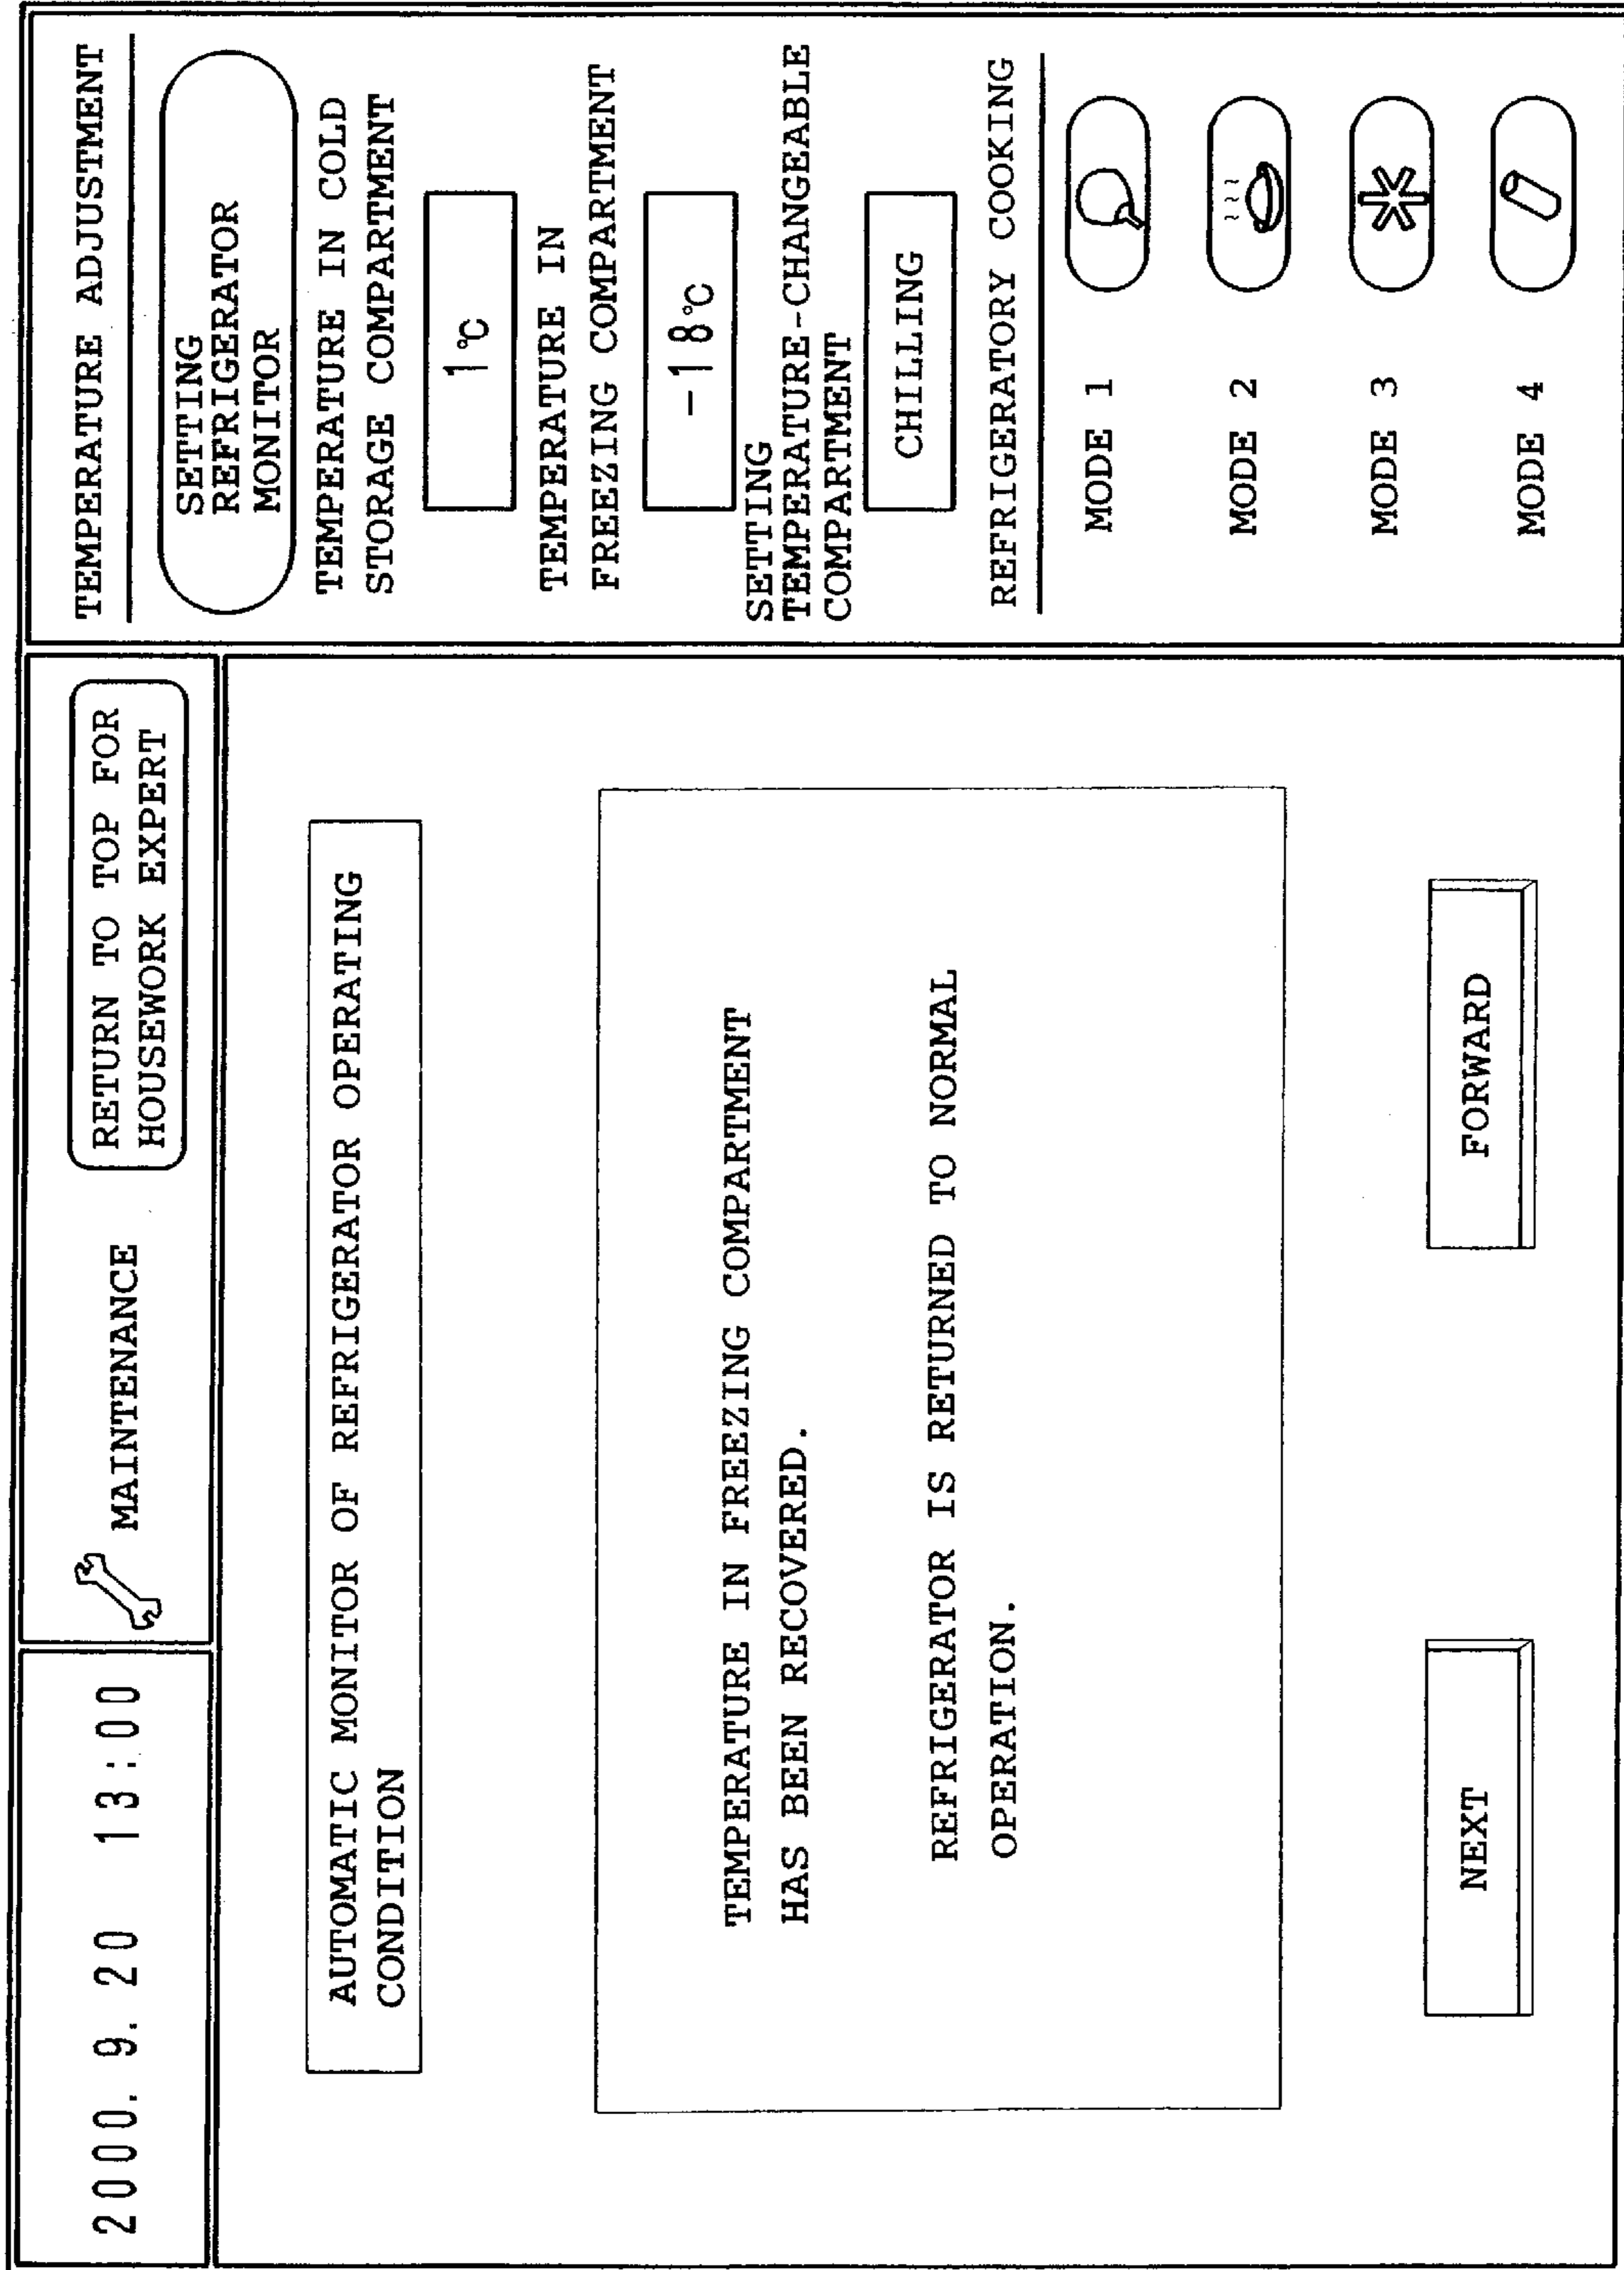 2000. 9. 20 13:00
MAINTENANCE
RETURN TO TOP FOR
HOUSEWORK EXPERT
AUTOMATIC MONITOR OF REFRIGERATOR OPERATING
CONDITION
TEMPERATURE IN FREEZING COMPARTMENT
HAS BEEN RECOVERED.
REFRIGERATOR IS RETURNED TO NORMAL
OPERATION.
NEXT
FORWARD
TEMPERATURE ADJUSTMENT
SETTING
REFRIGERATOR
MONITOR
TEMPERATURE IN COLD
STORAGE COMPARTMENT
1℃
TEMPERATURE IN
FREEZING COMPARTMENT
-18℃
SETTING
TEMPERATURE-CHANGEABLE
COMPARTMENT
CHILLING
REFRIGERATORY COOKING
MODE 1
MODE 2
MODE 3
MODE 4